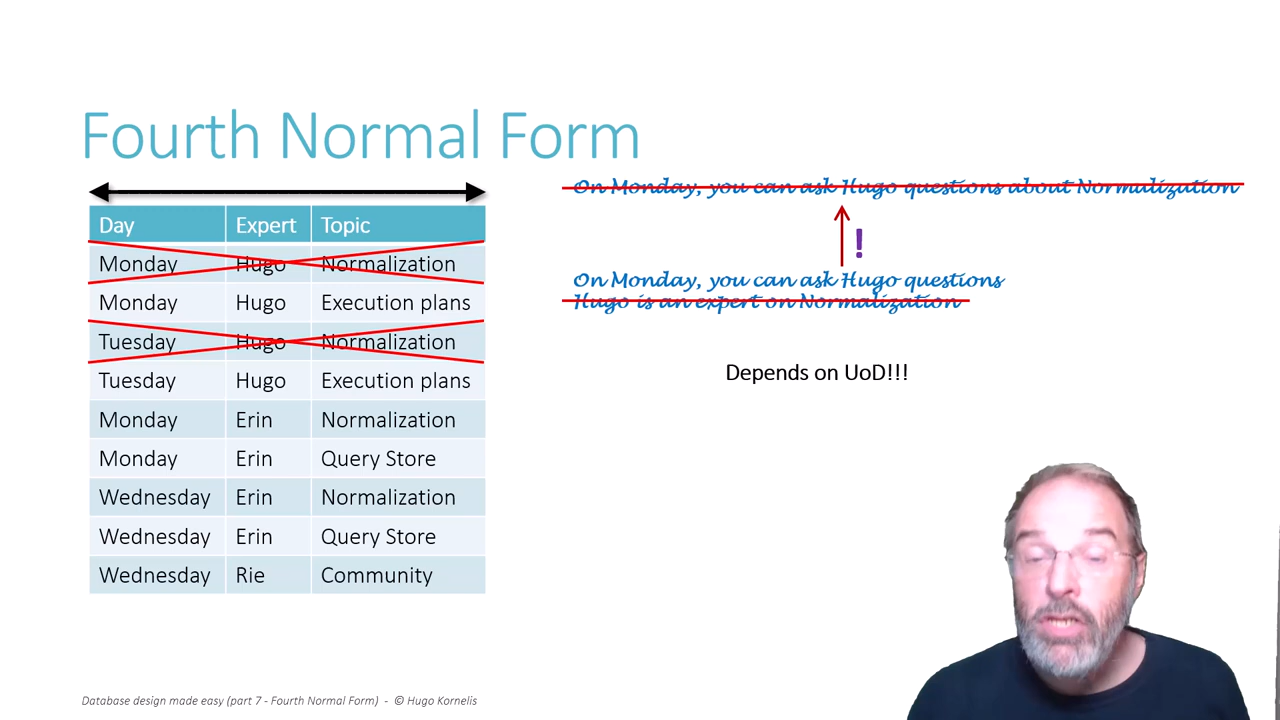 Fourth Normal Form
On Monday, you can ask Hugo questions about Normalization
Day Expert Topic
Monday Hugo Normalization
!
On Monday, you can ask Hugo questions
Hugo is an expert on Normalization
Monday Hugo Execution plans
Tuesday Hugo Normalization
Depends on UoD!!!
Tuesday Hugo Execution plans
Monday Erin Normalization
Monday Erin Query Store
Wednesday Erin Normalization
Wednesday Erin Query Store
Wednesday Rie Community
Database design made easy (part 7 - Fourth Normal Form) - © Hugo Kornelis